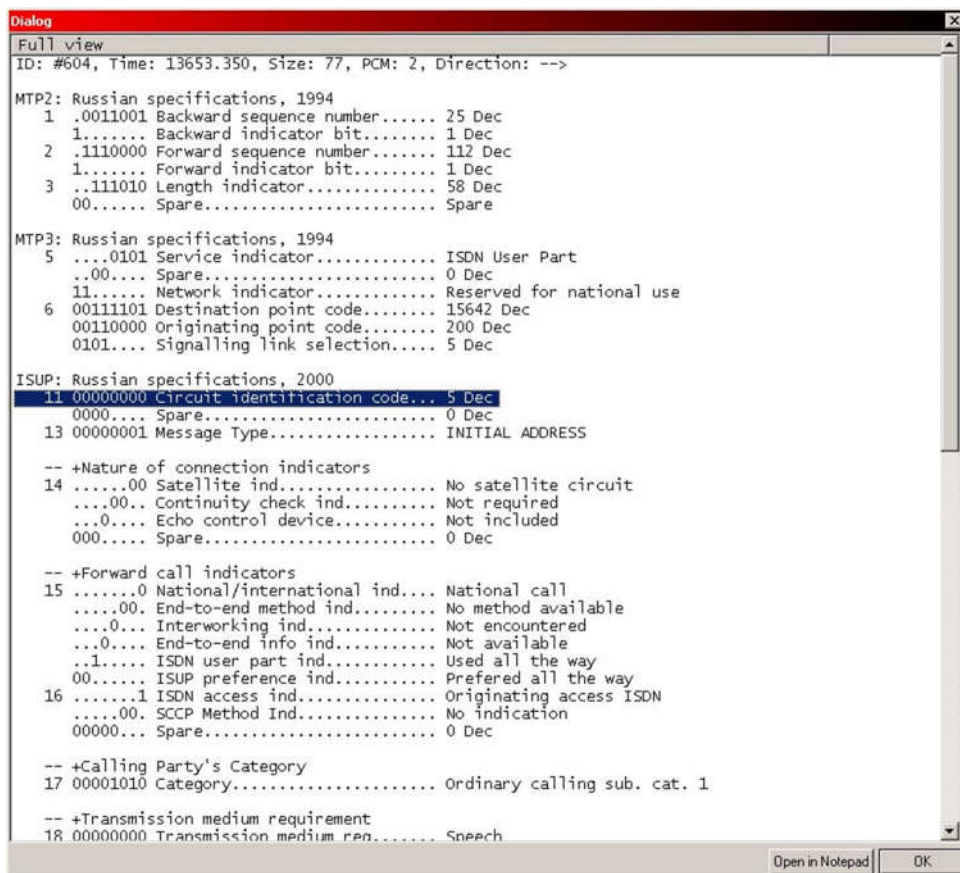 Dialog
Full view
ID: #604, Time: 13653.350, Size: 77, PCM: 2, Direction: -->
MTP2: Russian specifications, 1994
1 .0011001 Backward sequence number...... 25 Dec
1....... Backward indicator bit........ 1 Dec
2 .1110000 Forward sequence number....... 112 Dec
1....... Forward indicator bit......... 1 Dec
3 ..111010 Length indicator.............. 58 Dec
00...... Spare......................... Spare
MTP3: Russian specifications, 1994
5 ....0101 Service indicator............. ISDN User Part
..00.... Spare......................... 0 Dec
11...... Network indicator............. Reserved for national use
6 00111101 Destination point code........ 15642 Dec
00110000 Originating point code........ 200 Dec
0101.... Signalling link selection..... 5 Dec
ISUP: Russian specifications, 2000
11 00000000 Circuit identification code... 5 Dec
0000.... Spare......................... 0 Dec
13 00000001 Message Type.................. INITIAL ADDRESS
-- +Nature of connection indicators
14 ......00 Satellite ind................. No satellite circuit
....00.. Continuity check ind.......... Not required
...0.... Echo control device........... Not included
000..... Spare......................... 0 Dec
-- +Forward call indicators
15 .......0 National/international ind.... National call
.....00. End-to-end method ind......... No method available
....0... Interworking ind.............. Not encountered
...0.... End-to-end info ind........... Not available
..1..... ISDN user part ind............ Used all the way
00...... ISUP preference ind........... Prefered all the way
16 .......1 ISDN access ind............... Originating access ISDN
.....00. SCCP Method Ind............... No indication
00000... Spare......................... 0 Dec
-- +Calling Party's Category
17 00001010 Category...................... Ordinary calling sub. cat. 1
-- +Transmission medium requirement
18 00000000 Transmission medium req....... Speech
Open in Notepad OK